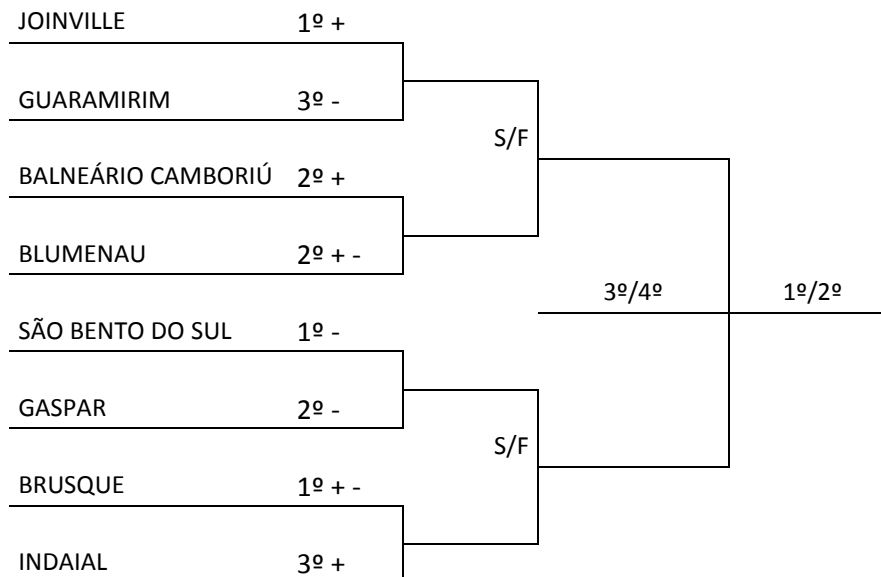 JOINVILLE 1º +
GUARAMIRIM 3º -
S/F
BALNEÁRIO CAMBORIÚ 2º +
BLUMENAU 2º + -
3º/4º 1º/2º
SÃO BENTO DO SUL 1º -
GASPAR 2º -
S/F
BRUSQUE 1º + -
INDAIAL 3º +